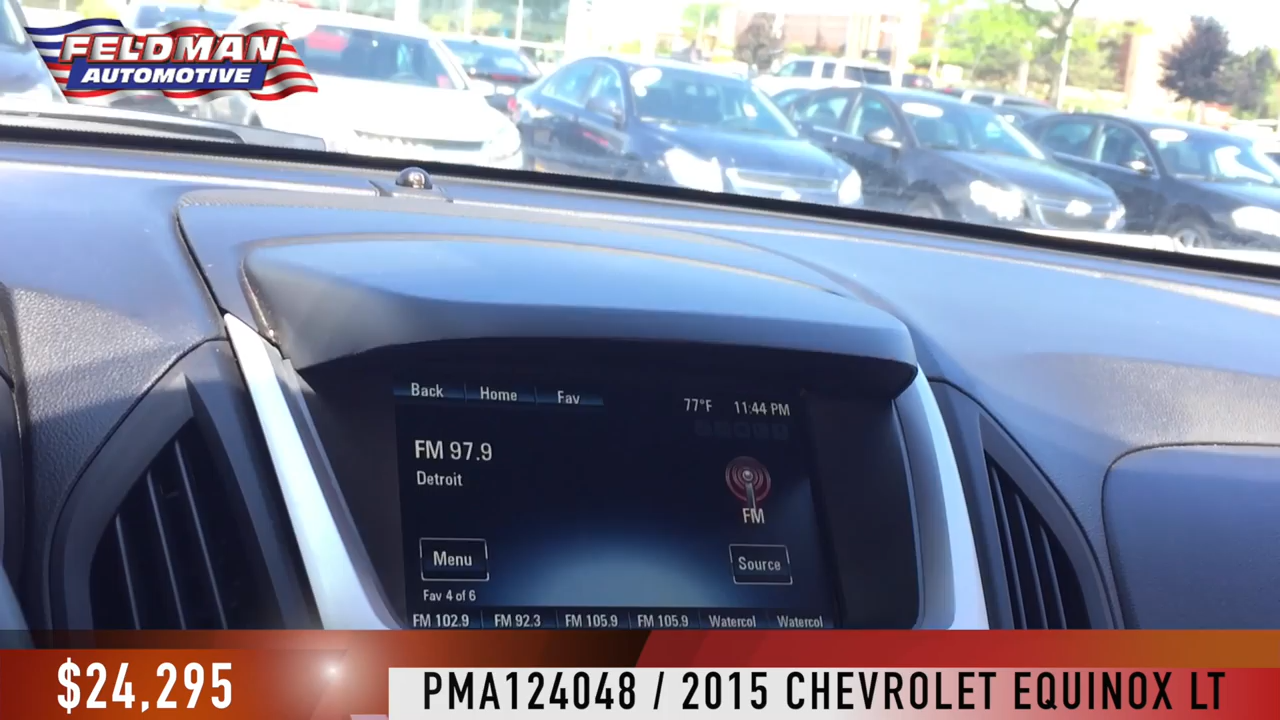 FELDMAN
AUTOMOTIVE
Back Home Fav 77°F 11:44 PM
FM 97.9
Detroit
FM
Menu Source
Fav 4 of 6
FM 102.9 FM 92.3 FM 105.9 FM 105.9 Watercol Watercol
$24,295 PMA124048 / 2015 CHEVROLET EQUINOX LT